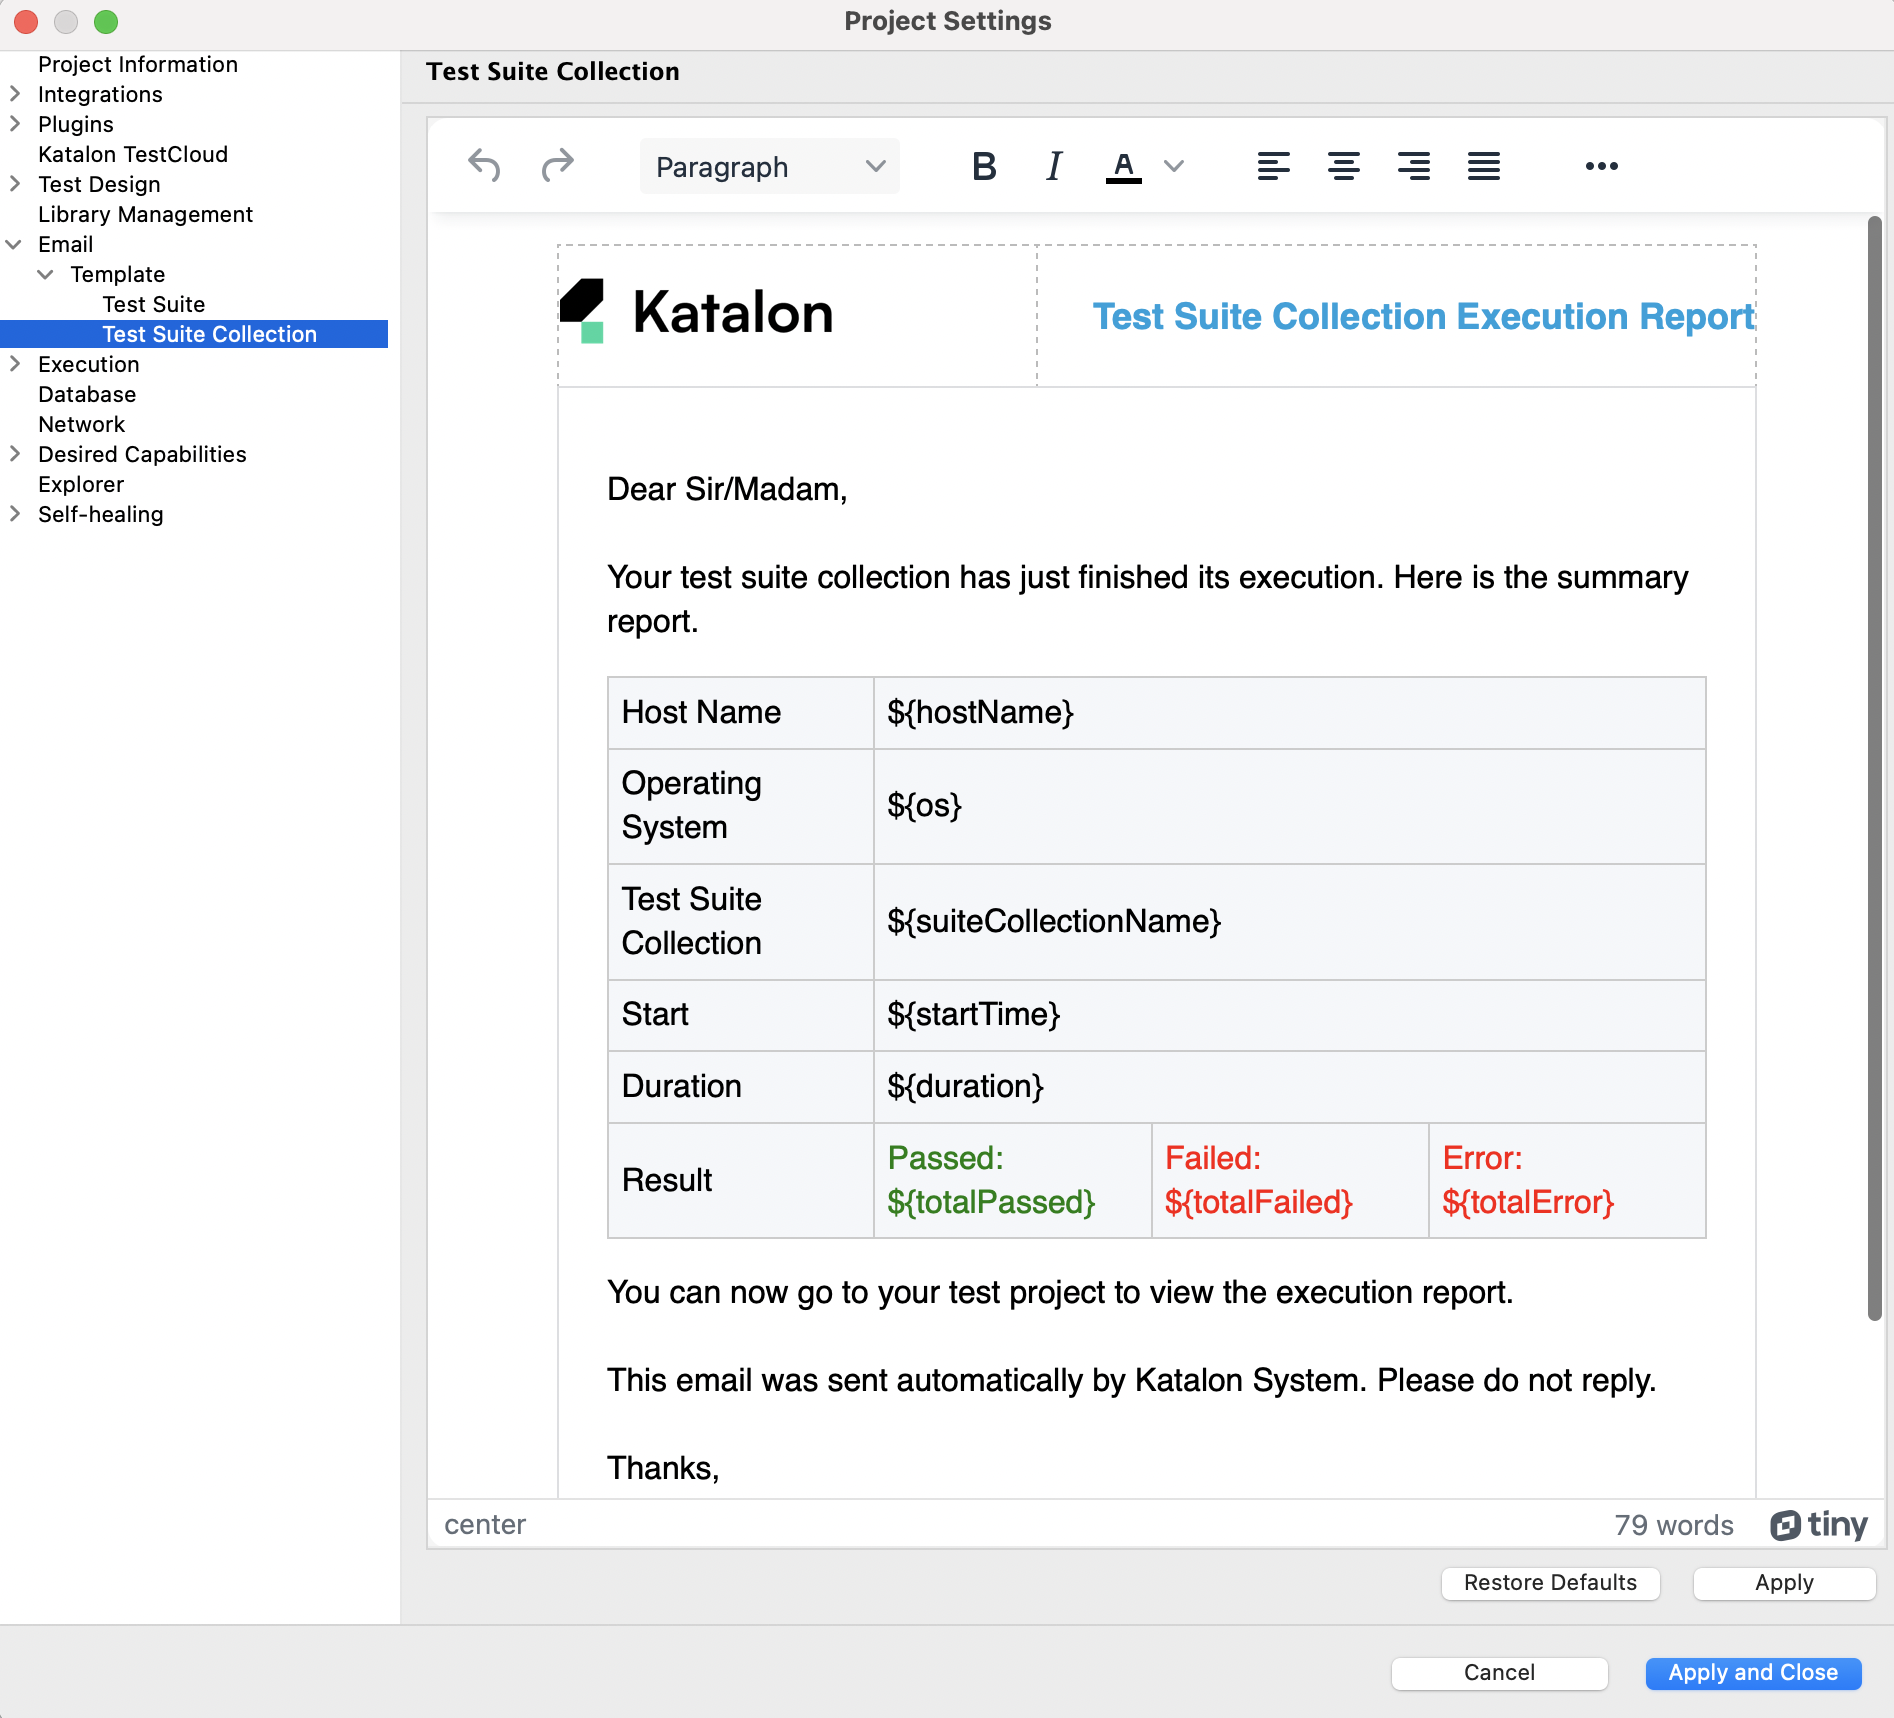 Project Settings
Project Information
Integrations
Plugins
Katalon TestCloud
Test Design
Library Management
Email
Template
Test Suite
Test Suite Collection
Execution
Database
Network
Desired Capabilities
Explorer
Self-healing
Test Suite Collection
Paragraph
B I A
Katalon
Test Suite Collection Execution Report
Dear Sir/Madam,
Your test suite collection has just finished its execution. Here is the summary
report.
Host Name ${hostName}
Operating
System
${os}
Test Suite
Collection
${suiteCollectionName}
Start ${startTime}
Duration ${duration}
Result
Passed:
${totalPassed}
Failed:
${totalFailed}
Error:
${totalError}
You can now go to your test project to view the execution report.
This email was sent automatically by Katalon System. Please do not reply.
Thanks,
center
79 words
tiny
Restore Defaults
Apply
Cancel
Apply and Close